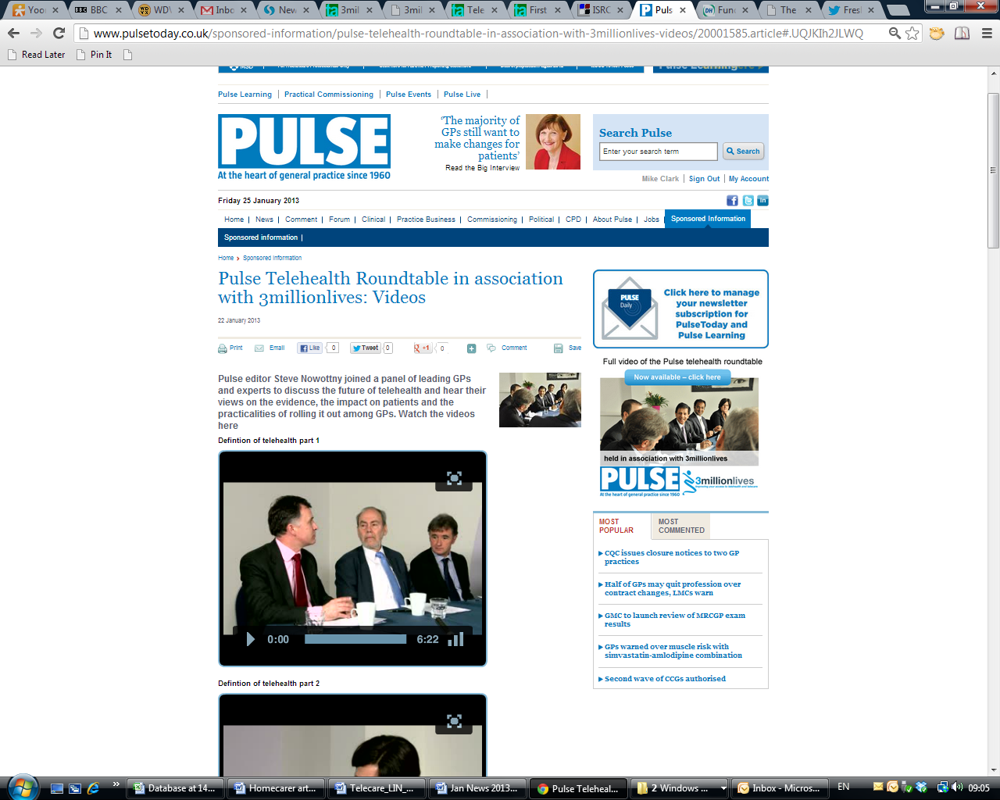 Yoo
BBC
WDV
Inbo
New
3mil
3mil
Tele
First
ISRC
Puls
Fund
The
Fres
www.pulsetoday.co.uk/sponsored-information/pulse-telehealth-roundtable-in-association-with-3millionlives-videos/20001585.article#.UQJKIh2JLWQ
Read Later
Pin It
Pulse Learning | Practical Commissioning | Pulse Events | Pulse Live |
PULSE
At the heart of general practice since 1960
'The majority of
GPs still want to
make changes for
patients'
Read the Big Interview
Search Pulse
Enter your search term
Search
Mike Clark | Sign Out | My Account
Friday 25 January 2013
Home | News | Comment | Forum | Clinical | Practice Business | Commissioning | Political | CPD | About Pulse | Jobs | Sponsored Information
Sponsored information |
Home > Sponsored Information
Pulse Telehealth Roundtable in association
with 3millionlives: Videos
22 January 2013
Print Email Like 0 Tweet 0 +1 0 Comment Save
Pulse editor Steve Nowottny joined a panel of leading GPs
and experts to discuss the future of telehealth and hear their
views on the evidence, the impact on patients and the
practicalities of rolling it out among GPs. Watch the videos
here
Defintion of telehealth part 1
0:00 6:22
Defintion of telehealth part 2
PULSE
Daily
Click here to manage
your newsletter
subscription for
PulseToday and
Pulse Learning
Full video of the Pulse telehealth roundtable
Now available – click here
held in association with 3millionlives
PULSE
At the heart of general practice since 1960
3millionlives
MOST
POPULAR
MOST
COMMENTED
CQC issues closure notices to two GP
practices
Half of GPs may quit profession over
contract changes, LMCs warn
GMC to launch review of MRCGP exam
results
GPs warned over muscle risk with
simvastatin-amlodipine combination
Second wave of CCGs authorised
Database at 14...
Homecarer art...
Telecare_LIN_...
Jan News 2013...
Pulse Teleheal...
2 Windows ...
Inbox - Micros...
EN
09:05